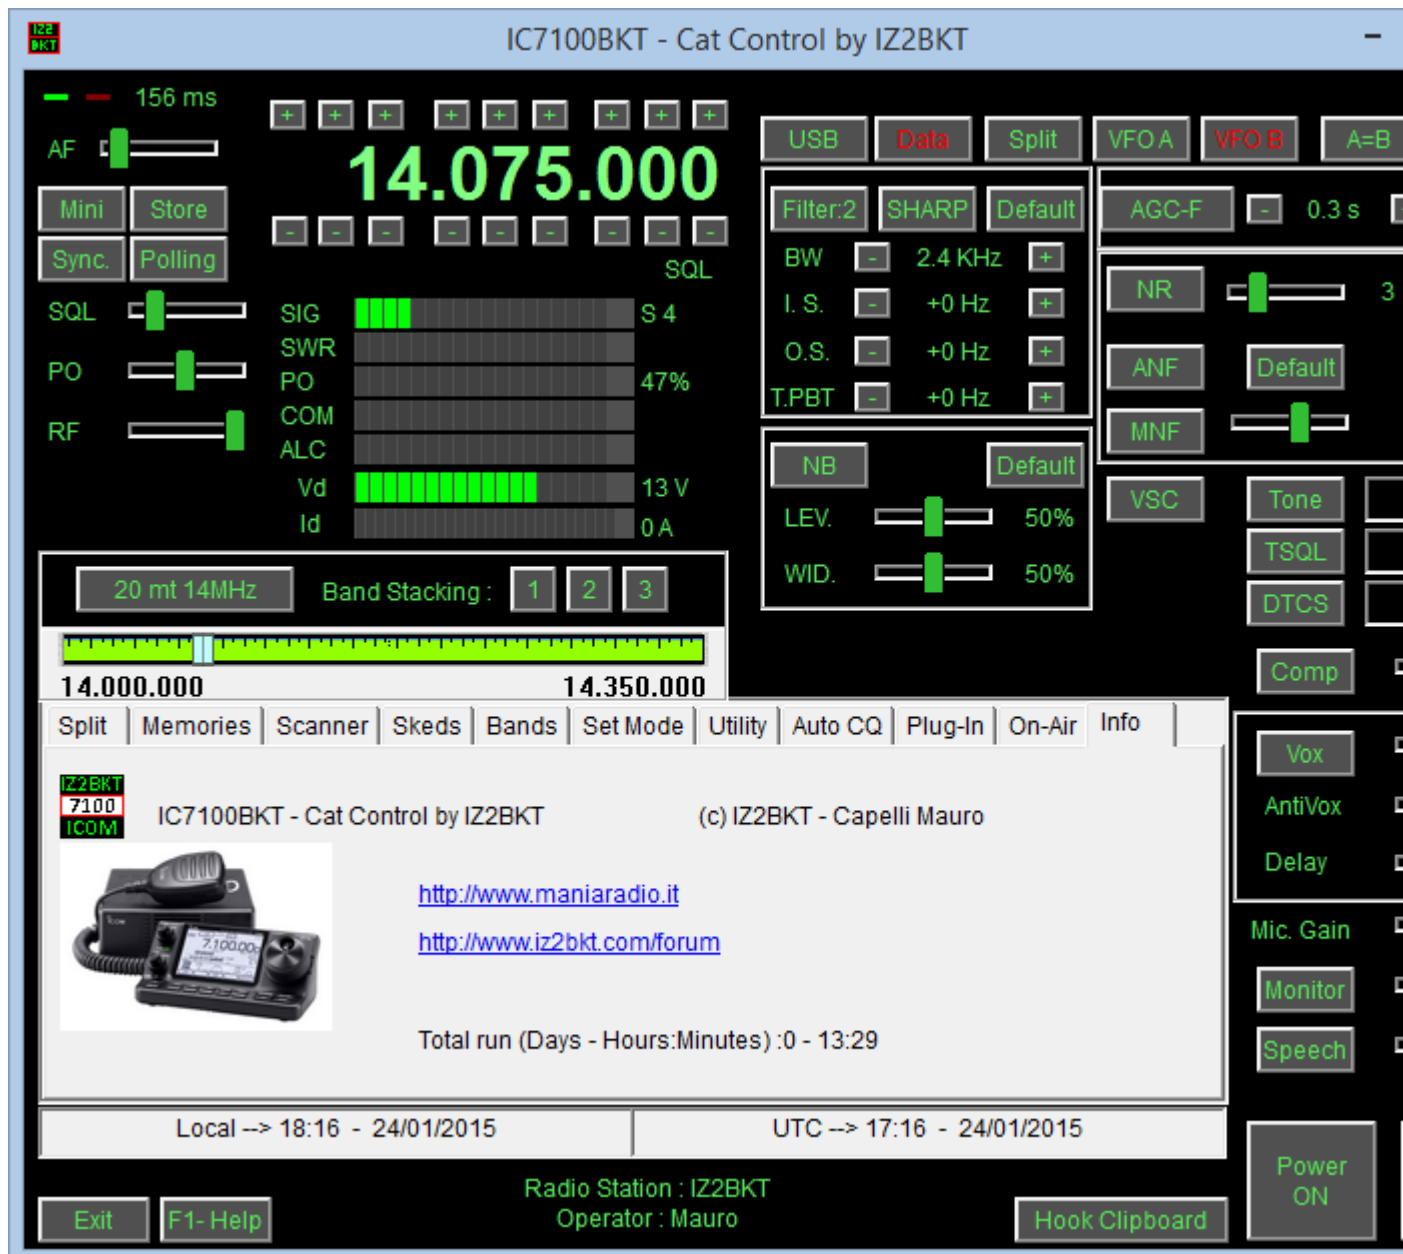 IZ2
BKT
IC7100BKT - Cat Control by IZ2BKT
156 ms
+ + + + + + + + +
AF
14.075.000
USB Data Split VFO A VFO B A=B
Mini Store
- - - - - - - - -
Sync. Polling
SQL
Filter:2 SHARP Default
BW - 2.4 KHz +
I. S. - +0 Hz +
O.S. - +0 Hz +
T.PBT - +0 Hz +
AGC-F - 0.3 s
NR 3
ANF Default
MNF
SQL
PO
RF
SIG S 4
SWR
PO 47%
COM
ALC
Vd 13 V
Id 0 A
NB Default
LEV. 50%
WID. 50%
VSC Tone
TSQL
DTCS
20 mt 14MHz Band Stacking : 1 2 3
14.000.000 14.350.000
Comp
Split Memories Scanner Skeds Bands Set Mode Utility Auto CQ Plug-In On-Air Info
IZ2BKT
7100
ICOM
IC7100BKT - Cat Control by IZ2BKT (c) IZ2BKT - Capelli Mauro
7.100.00
http://www.maniaradio.it
http://www.iz2bkt.com/forum
Total run (Days - Hours:Minutes) :0 - 13:29
Vox
AntiVox
Delay
Mic. Gain
Monitor
Speech
Local --> 18:16 - 24/01/2015 UTC --> 17:16 - 24/01/2015
Power
ON
Radio Station : IZ2BKT
Operator : Mauro
Exit F1- Help Hook Clipboard